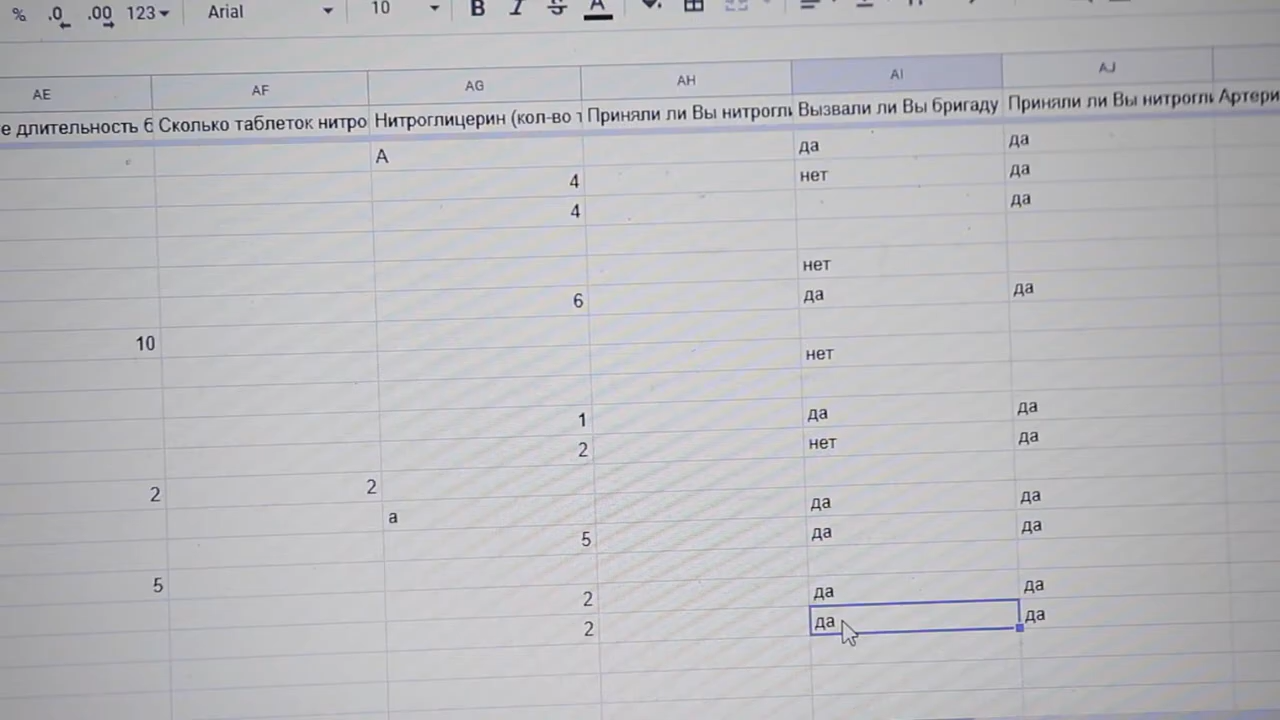 % .0 .00 123 Arial 10 B I S A
AE AF AG AH AI AJ
е длительность б Сколько таблеток нитро Нитроглицерин (кол-во т Приняли ли Вы нитрогли Вызвали ли Вы бригаду Приняли ли Вы нитрогли Артери
А да да
4 нет да
4 да
нет
6 да да
10
нет
1 да да
2 нет да
2 2 да да
а
5 да да
5
2 да да
2 да да